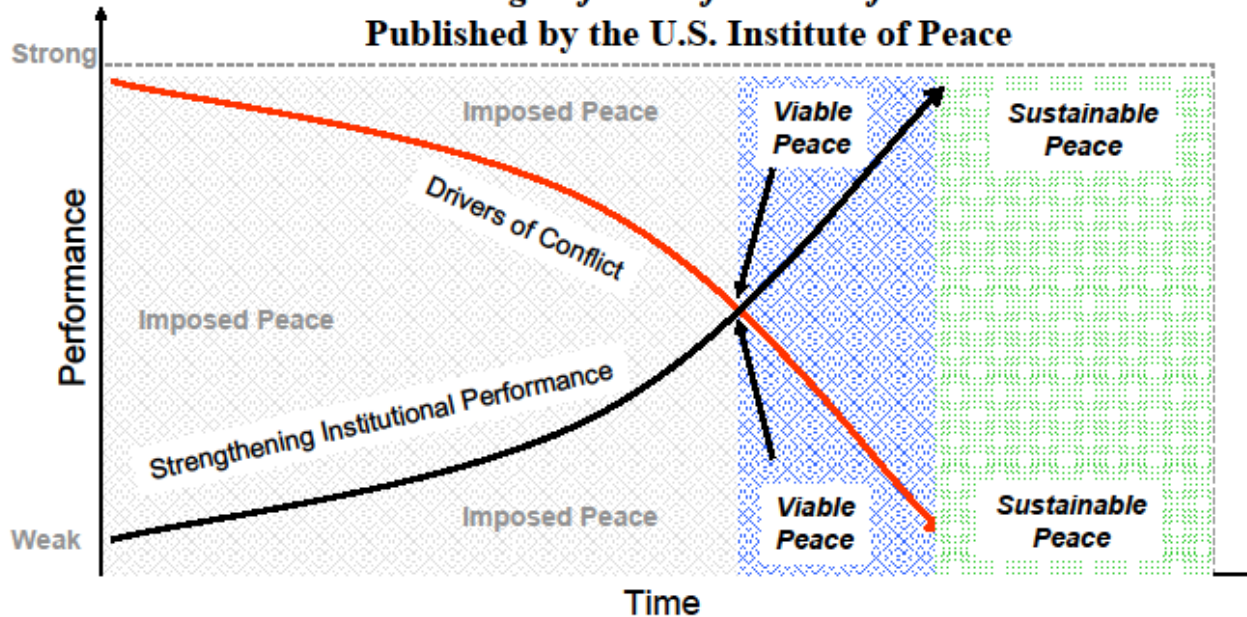 Published by the U.S. Institute of Peace
Strong
Imposed Peace
Viable
Peace
Sustainable
Peace
Drivers of Conflict
Performance
Imposed Peace
Strengthening Institutional Performance
Imposed Peace
Viable
Peace
Sustainable
Peace
Weak
Time